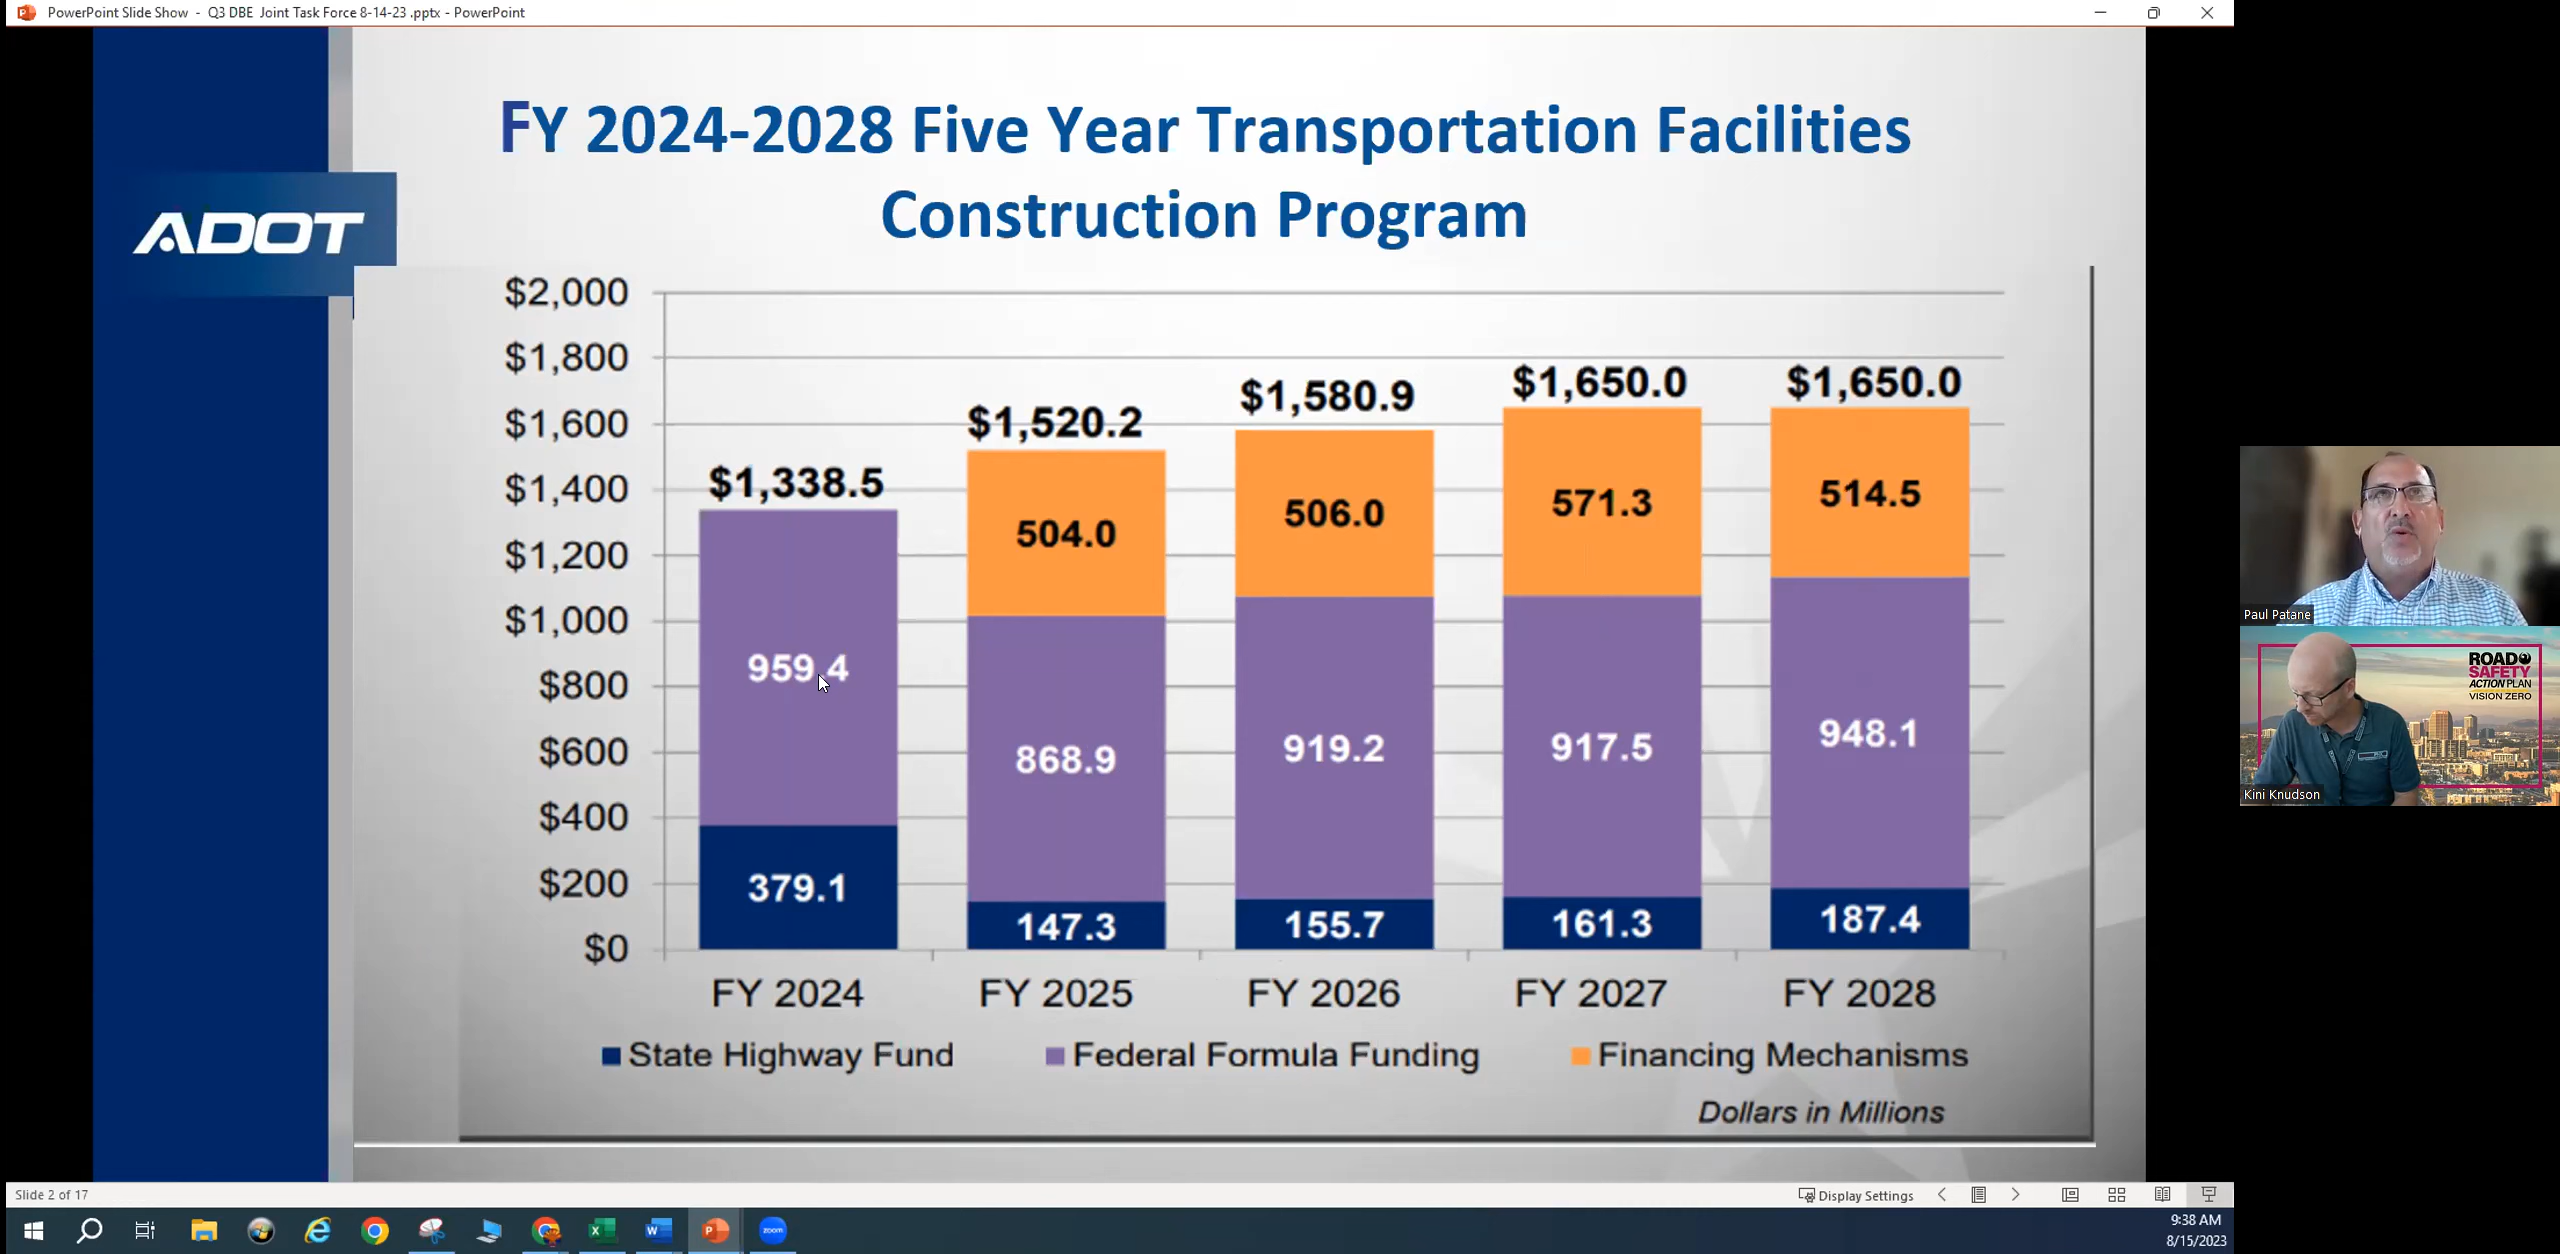 PowerPoint Slide Show - Q3 DBE Joint Task Force 8-14-23 .pptx - PowerPoint
FY 2024-2028 Five Year Transportation Facilities
Construction Program
ADOT
$2,000
$1,800
$1,600
$1,400
$1,200
$1,000
$800
$600
$400
$200
$0
$1,338.5
959.4
379.1
$1,520.2
504.0
868.9
147.3
$1,580.9
506.0
919.2
155.7
$1,650.0
571.3
917.5
161.3
$1,650.0
514.5
948.1
187.4
FY 2024
FY 2025
FY 2026
FY 2027
FY 2028
State Highway Fund
Federal Formula Funding
Financing Mechanisms
Dollars in Millions
Paul Patane
ROAD
SAFETY
ACTION PLAN
VISION ZERO
Kini Knudson
Slide 2 of 17
Display Settings
zoom
9:38 AM
8/15/2023